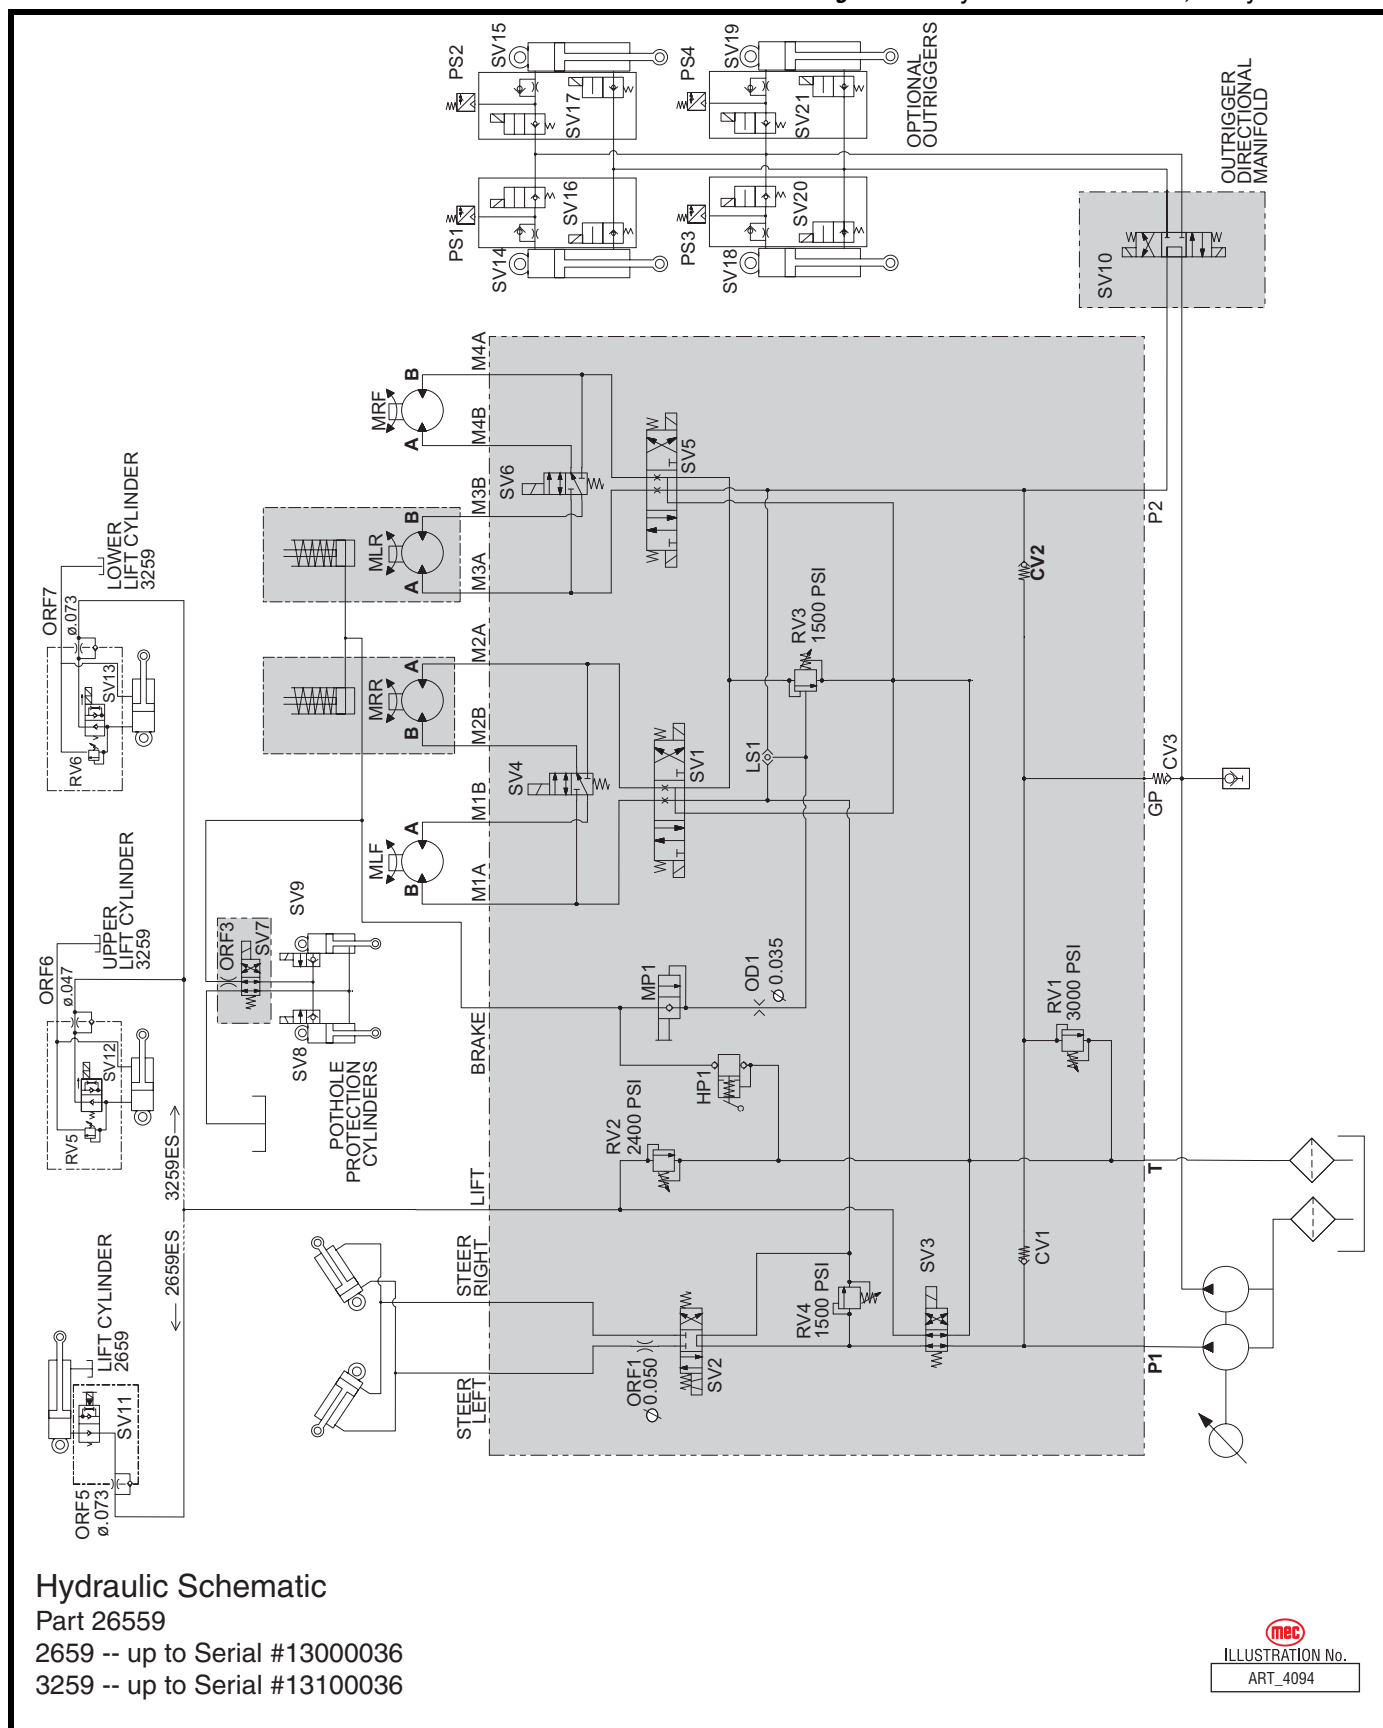 PS2
SV15
SV17
PS4
SV19
SV21
OPTIONAL
OUTRIGGERS
OUTRIGGER
DIRECTIONAL
MANIFOLD
PS1
SV14
SV16
PS3
SV18
SV20
SV10
M4A
MRF
B
A
M4B
SV6
SV5
M3B
B
MLR
A
M3A
P2
CV2
LOWER
LIFT CYLINDER
3259
ORF7
ø.073
SV13
RV6
M2A
A
MRR
B
M2B
RV3
1500 PSI
SV4
SV1
LS1
CV3
GP
M1B
A
MLF
B
M1A
UPPER
LIFT CYLINDER
3259
ORF6
ø.047
SV12
RV5
SV9
ORF3
SV7
SV8
POTHOLE
PROTECTION
CYLINDERS
BRAKE
MP1
OD1
Ø 0.035
HP1
RV1
3000 PSI
RV2
2400 PSI
3259ES
2659ES
LIFT
T
LIFT CYLINDER
2659
SV11
ORF5
ø.073
STEER
RIGHT
STEER
LEFT
ORF1
Ø 0.050
SV2
RV4
1500 PSI
SV3
CV1
P1
Hydraulic Schematic
Part 26559
2659 -- up to Serial #13000036
3259 -- up to Serial #13100036
mec
ILLUSTRATION No.
ART_4094